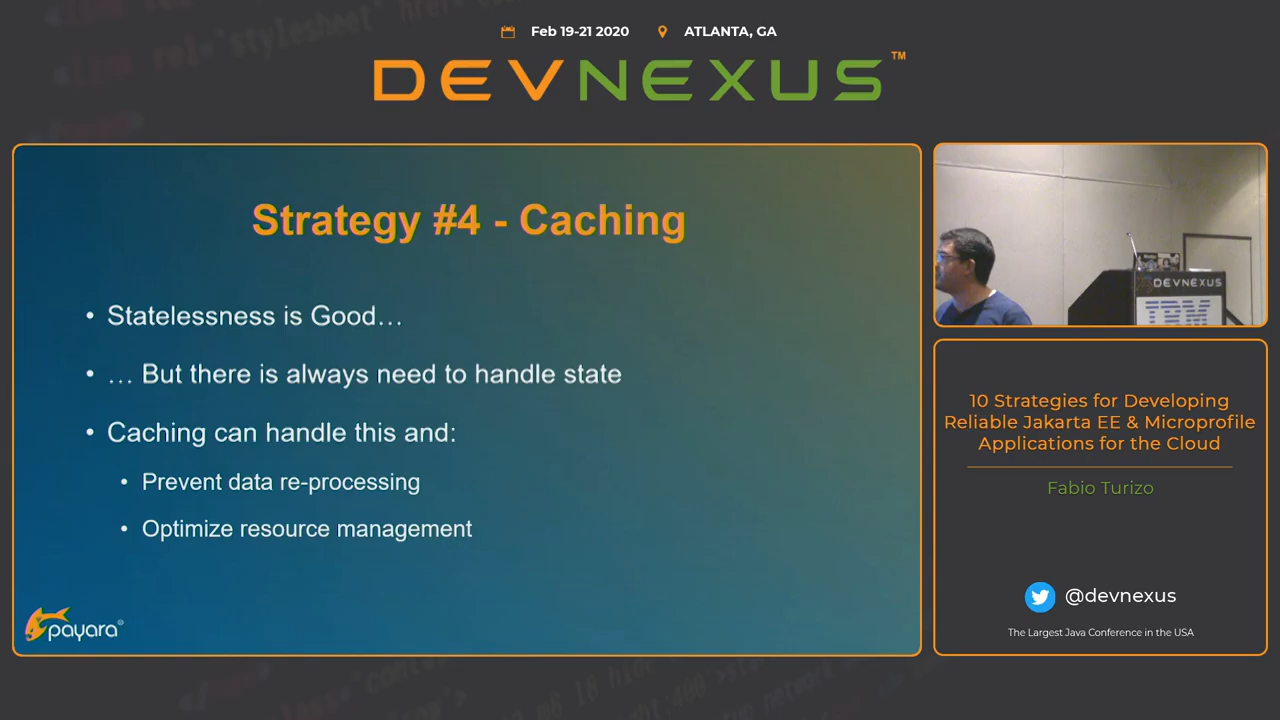 Feb 19-21 2020 ATLANTA, GA
DEVNEXUS™
Strategy #4 - Caching
• Statelessness is Good…
• … But there is always need to handle state
• Caching can handle this and:
• Prevent data re-processing
• Optimize resource management
payara®
DEVNEXUS
IBM
10 Strategies for Developing
Reliable Jakarta EE & Microprofile
Applications for the Cloud
Fabio Turizo
@devnexus
The Largest Java Conference in the USA